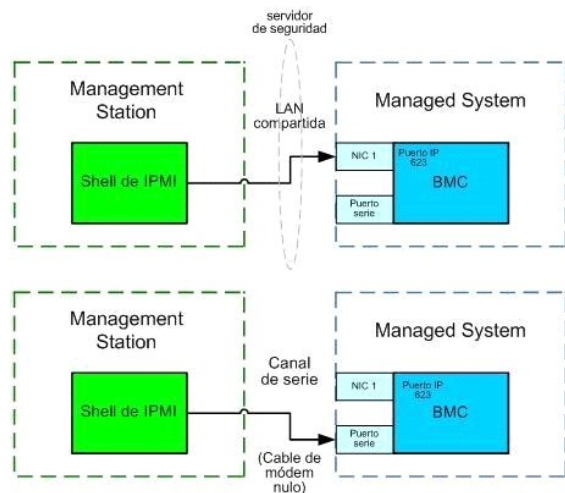 servidor
de seguridad
Management
Station
LAN
compartida
Managed System
Shell de IPMI
NIC 1
Puerto
serie
Puerto IP
623
BMC
Management
Station
Canal
de serie
Managed System
Shell de IPMI
(Cable de
módem
nulo)
NIC 1
Puerto
serie
Puerto IP
623
BMC